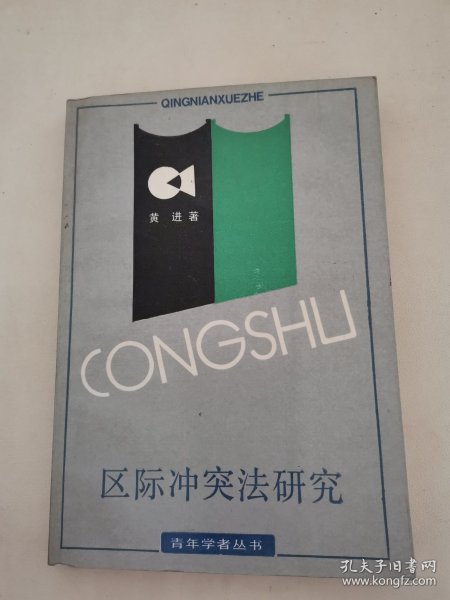 QINGNIANXUEZHE
黄 进 著
CONGSHU
区际冲突法研究
青年学者丛书
孔夫子旧书网
www.kongfz.com